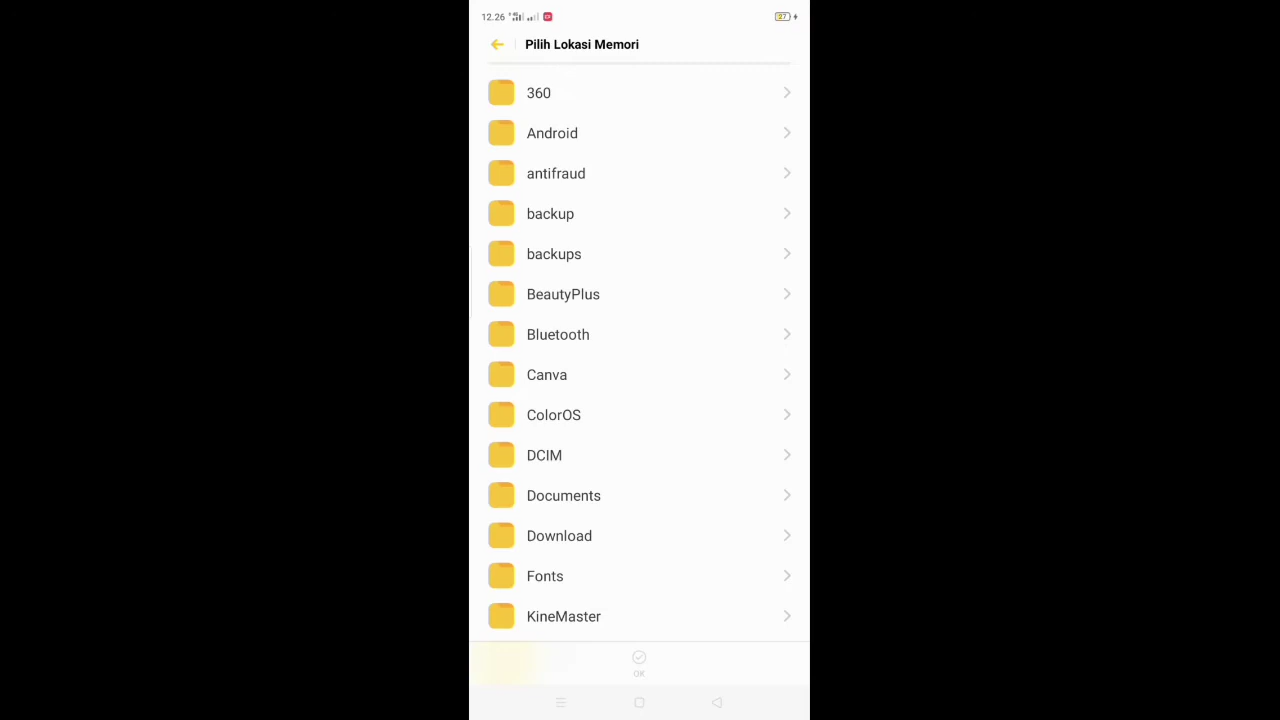 12.26
27
Pilih Lokasi Memori
360
Android
antifraud
backup
backups
BeautyPlus
Bluetooth
Canva
ColorOS
DCIM
Documents
Download
Fonts
KineMaster
OK